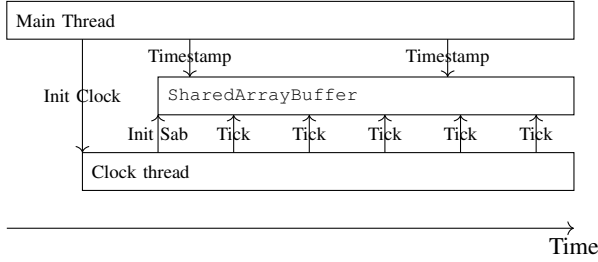 Main Thread
Timestamp Timestamp
Init Clock SharedArrayBuffer
Init Sab Tick Tick Tick Tick Tick
Clock thread
Time